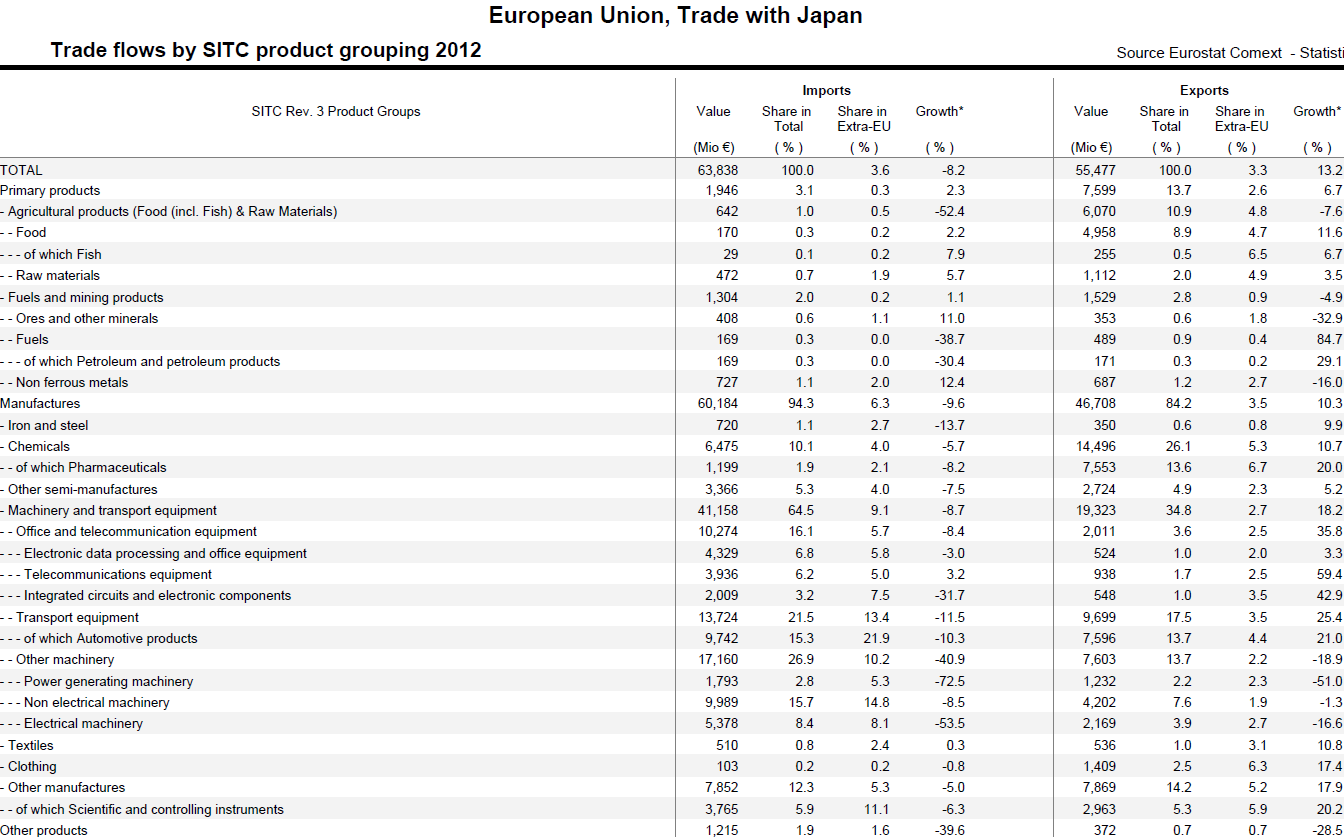 European Union, Trade with Japan
Trade flows by SITC product grouping 2012 Source Eurostat Comext - Statisti
Imports Exports
SITC Rev. 3 Product Groups Value Share in Total Share in Extra-EU Growth* Value Share in Total Share in Extra-EU Growth*
(Mio €) ( % ) ( % ) ( % ) (Mio €) ( % ) ( % ) ( % )
TOTAL 63,838 100.0 3.6 -8.2 55,477 100.0 3.3 13.2
Primary products 1,946 3.1 0.3 2.3 7,599 13.7 2.6 6.7
- Agricultural products (Food (incl. Fish) & Raw Materials) 642 1.0 0.5 -52.4 6,070 10.9 4.8 -7.6
- - Food 170 0.3 0.2 2.2 4,958 8.9 4.7 11.6
- - - of which Fish 29 0.1 0.2 7.9 255 0.5 6.5 6.7
- - Raw materials 472 0.7 1.9 5.7 1,112 2.0 4.9 3.5
- Fuels and mining products 1,304 2.0 0.2 1.1 1,529 2.8 0.9 -4.9
- - Ores and other minerals 408 0.6 1.1 11.0 353 0.6 1.8 -32.9
- - Fuels 169 0.3 0.0 -38.7 489 0.9 0.4 84.7
- - - of which Petroleum and petroleum products 169 0.3 0.0 -30.4 171 0.3 0.2 29.1
- - Non ferrous metals 727 1.1 2.0 12.4 687 1.2 2.7 -16.0
Manufactures 60,184 94.3 6.3 -9.6 46,708 84.2 3.5 10.3
- Iron and steel 720 1.1 2.7 -13.7 350 0.6 0.8 9.9
- Chemicals 6,475 10.1 4.0 -5.7 14,496 26.1 5.3 10.7
- - of which Pharmaceuticals 1,199 1.9 2.1 -8.2 7,553 13.6 6.7 20.0
- Other semi-manufactures 3,366 5.3 4.0 -7.5 2,724 4.9 2.3 5.2
- Machinery and transport equipment 41,158 64.5 9.1 -8.7 19,323 34.8 2.7 18.2
- - Office and telecommunication equipment 10,274 16.1 5.7 -8.4 2,011 3.6 2.5 35.8
- - - Electronic data processing and office equipment 4,329 6.8 5.8 -3.0 524 1.0 2.0 3.3
- - - Telecommunications equipment 3,936 6.2 5.0 3.2 938 1.7 2.5 59.4
- - - Integrated circuits and electronic components 2,009 3.2 7.5 -31.7 548 1.0 3.5 42.9
- - Transport equipment 13,724 21.5 13.4 -11.5 9,699 17.5 3.5 25.4
- - - of which Automotive products 9,742 15.3 21.9 -10.3 7,596 13.7 4.4 21.0
- - Other machinery 17,160 26.9 10.2 -40.9 7,603 13.7 2.2 -18.9
- - - Power generating machinery 1,793 2.8 5.3 -72.5 1,232 2.2 2.3 -51.0
- - - Non electrical machinery 9,989 15.7 14.8 -8.5 4,202 7.6 1.9 -1.3
- - - Electrical machinery 5,378 8.4 8.1 -53.5 2,169 3.9 2.7 -16.6
- Textiles 510 0.8 2.4 0.3 536 1.0 3.1 10.8
- Clothing 103 0.2 0.2 -0.8 1,409 2.5 6.3 17.4
- Other manufactures 7,852 12.3 5.3 -5.0 7,869 14.2 5.2 17.9
- - of which Scientific and controlling instruments 3,765 5.9 11.1 -6.3 2,963 5.3 5.9 20.2
Other products 1,215 1.9 1.6 -39.6 372 0.7 0.7 -28.5